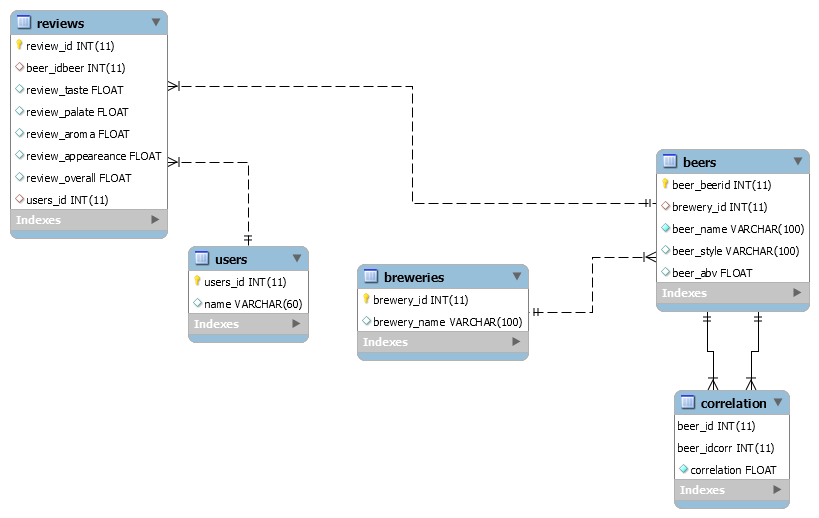 reviews
review_id INT(11)
beer_idbeer INT(11)
review_taste FLOAT
review_palate FLOAT
review_aroma FLOAT
review_appeareance FLOAT
review_overall FLOAT
users_id INT(11)
Indexes
users
users_id INT(11)
name VARCHAR(60)
Indexes
breweries
brewery_id INT(11)
brewery_name VARCHAR(100)
Indexes
beers
beer_beerid INT(11)
brewery_id INT(11)
beer_name VARCHAR(100)
beer_style VARCHAR(100)
beer_abv FLOAT
Indexes
correlation
beer_id INT(11)
beer_idcorr INT(11)
correlation FLOAT
Indexes